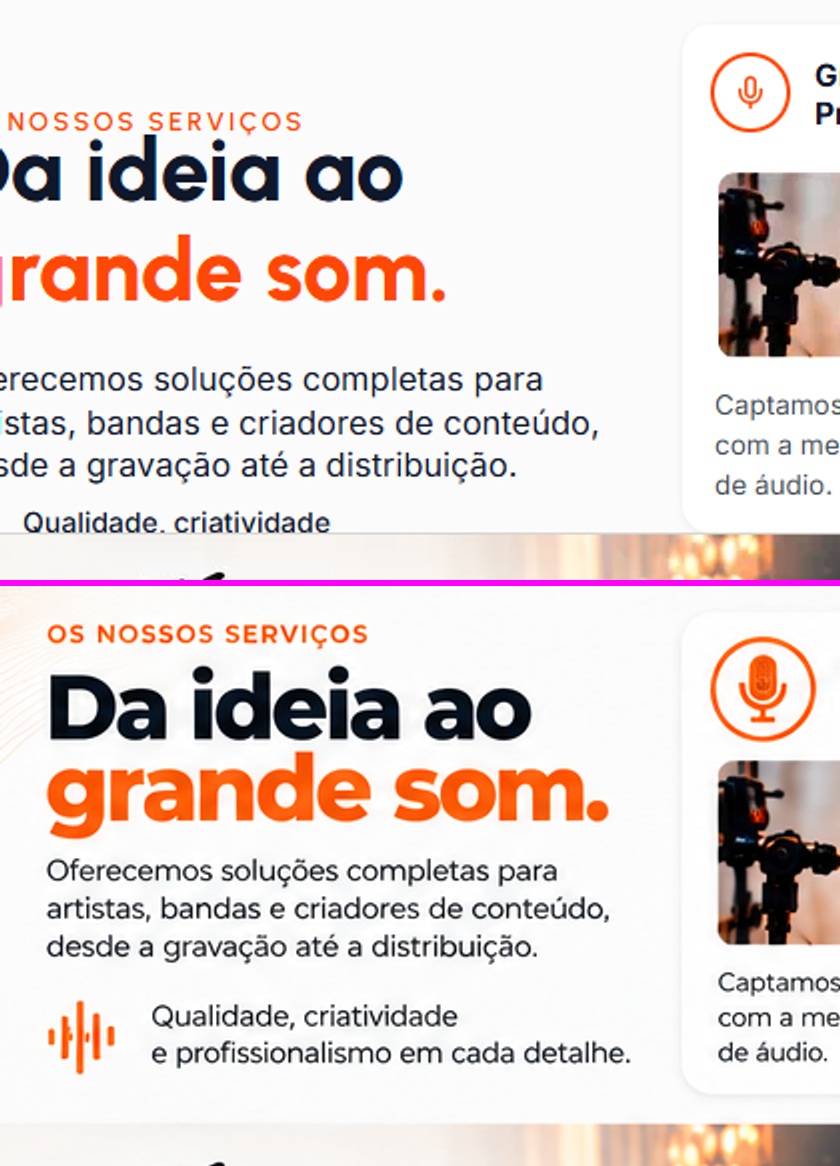 NOSSOS SERVIÇOS
Da ideia ao
grande som.
erecemos soluções completas para
istas, bandas e criadores de conteúdo,
sde a gravação até a distribuição.
Qualidade, criatividade
G
Pr
Captamos
com a me
de áudio.
OS NOSSOS SERVIÇOS
Da ideia ao
grande som.
Oferecemos soluções completas para
artistas, bandas e criadores de conteúdo,
desde a gravação até a distribuição.
Qualidade, criatividade
e profissionalismo em cada detalhe.
Captamos
com a me
de áudio.